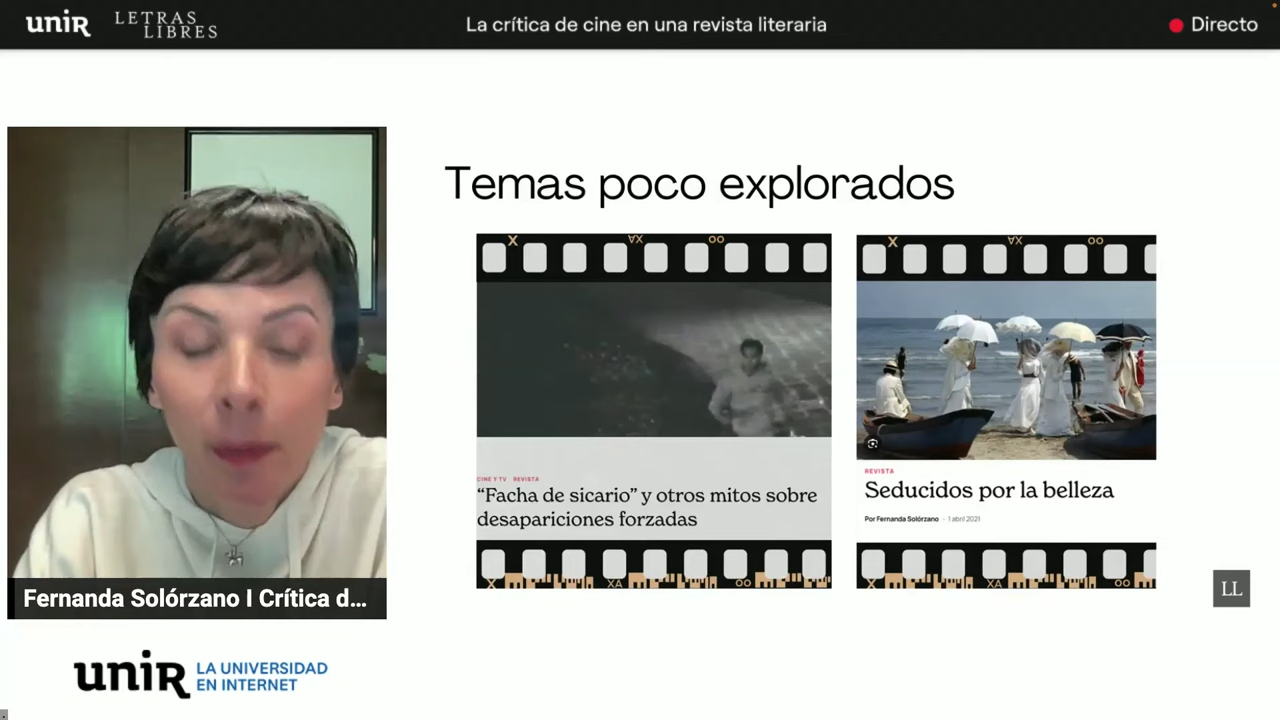 unir LETRAS
LIBRES
La crítica de cine en una revista literaria
Directo
Temas poco explorados
CINE Y TV REVISTA
“Facha de sicario” y otros mitos sobre
desapariciones forzadas
REVISTA
Seducidos por la belleza
Por Fernanda Solórzano - 1 abril 2021
Fernanda Solórzano I Crítica d...
LL
unir LA UNIVERSIDAD
EN INTERNET